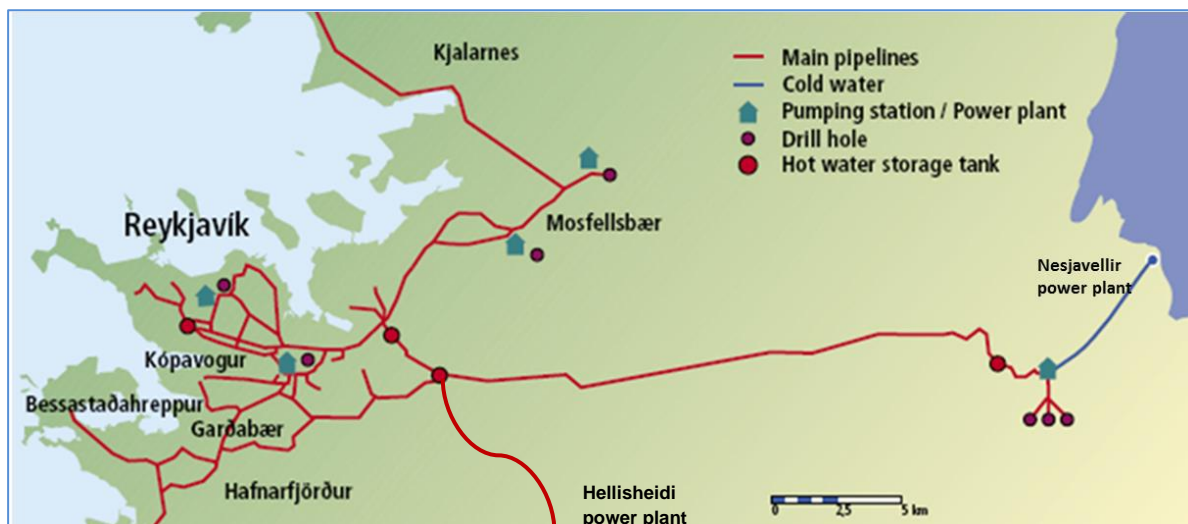 Kjalarnes
Main pipelines
Cold water
Pumping station / Power plant
Drill hole
Hot water storage tank
Reykjavík
Mosfellsbær
Nesjavellir
power plant
Kópavogur
Bessastaðahreppur
Garðabær
Hafnarfjörður
Hellisheidi
power plant
0 2,5 5 km